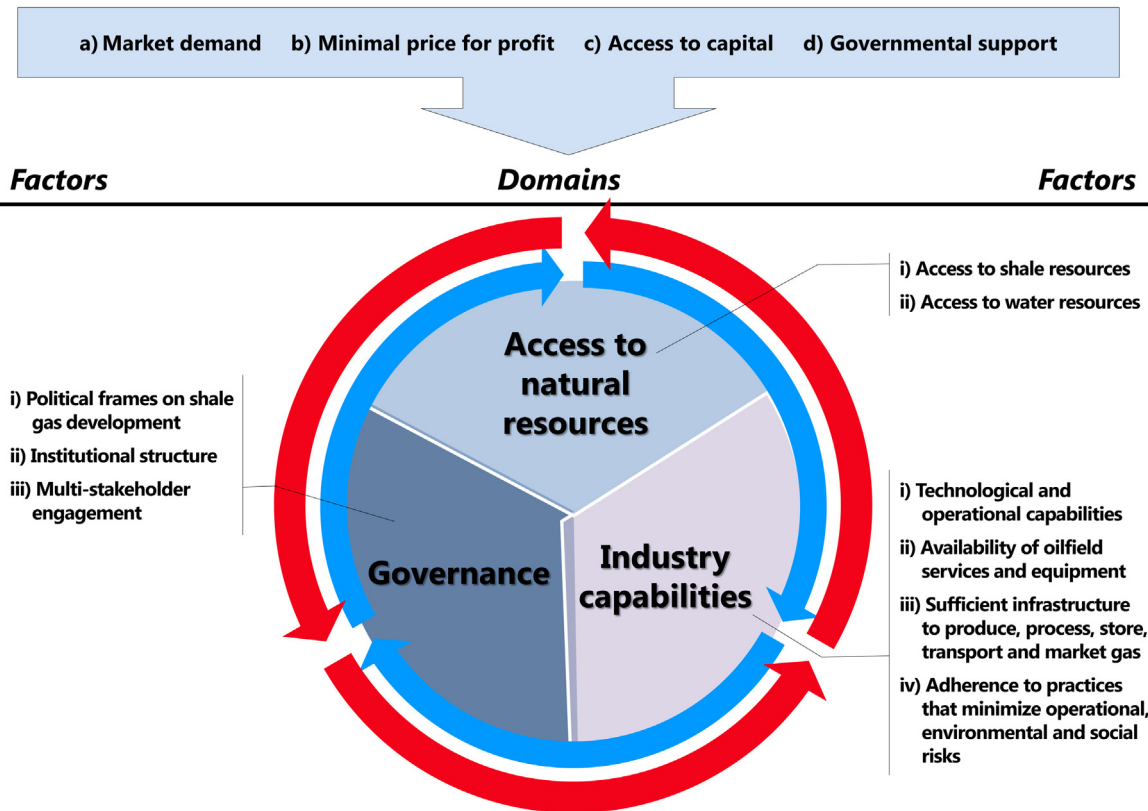 a) Market demand b) Minimal price for profit c) Access to capital d) Governmental support
Factors Domains Factors
i) Access to shale resources
ii) Access to water resources
Access to
natural
resources
i) Political frames on shale
gas development
ii) Institutional structure
iii) Multi-stakeholder
engagement
Governance
Industry
capabilities
i) Technological and
operational capabilities
ii) Availability of oilfield
services and equipment
iii) Sufficient infrastructure
to produce, process, store,
transport and market gas
iv) Adherence to practices
that minimize operational,
environmental and social
risks